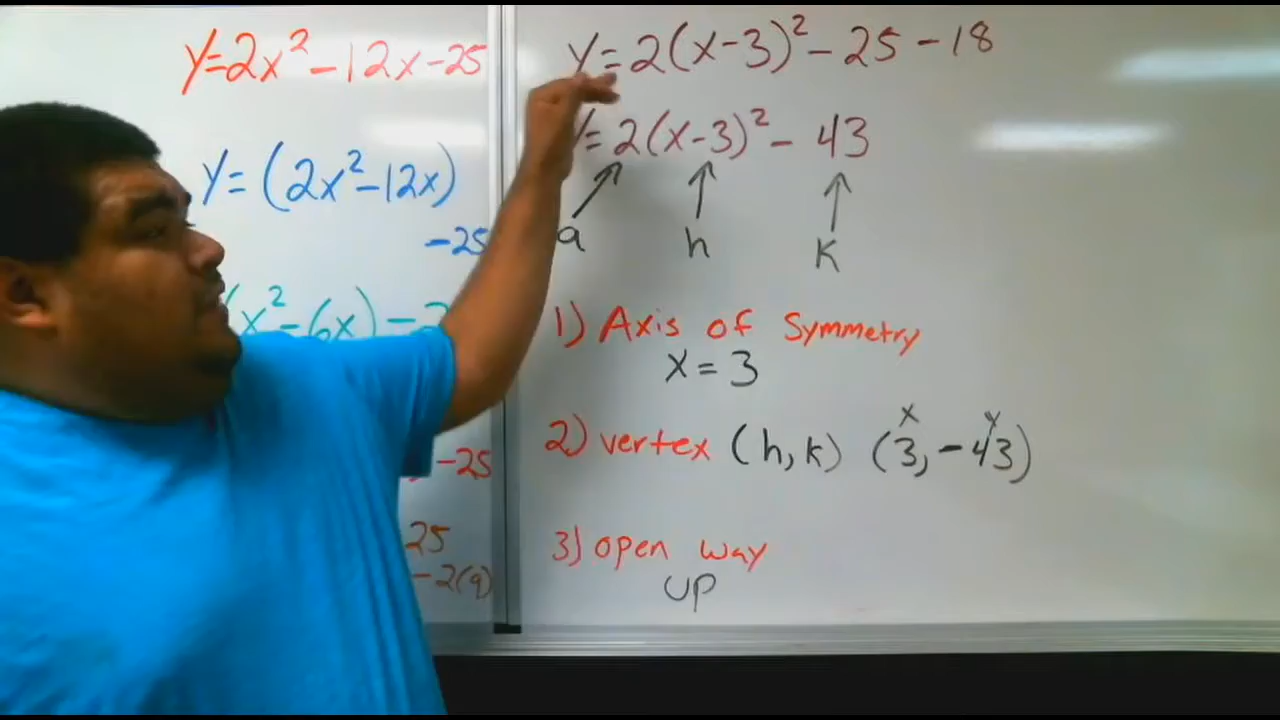 y=2x²-12x-25
y=(2x²-12x)
-25
(x²-6x)-2
-25
25
-2(9)
y=2(x-3)²-25-18
y=2(x-3)²-43
a h k
1) Axis of Symmetry
x=3
2) vertex (h,k) (3,-43)
x y
3) open way
UP